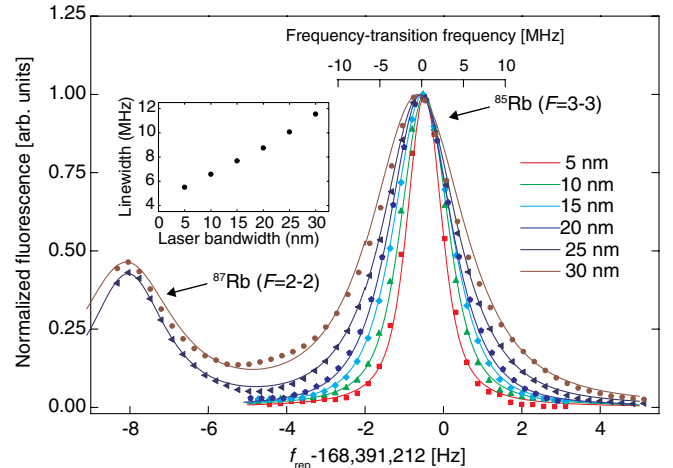 Frequency-transition frequency [MHz]
-10 -5 0 5 10
⁸⁵Rb (F=3-3)
5 nm
10 nm
15 nm
20 nm
25 nm
30 nm
Linewidth (MHz)
12
10
8
6
4
0 5 10 15 20 25 30
Laser bandwidth (nm)
⁸⁷Rb (F=2-2)
Normalized fluorescence [arb. units]
1.25
1.00
0.75
0.50
0.25
0.00
-8 -6 -4 -2 0 2 4
f_rep-168,391,212 [Hz]